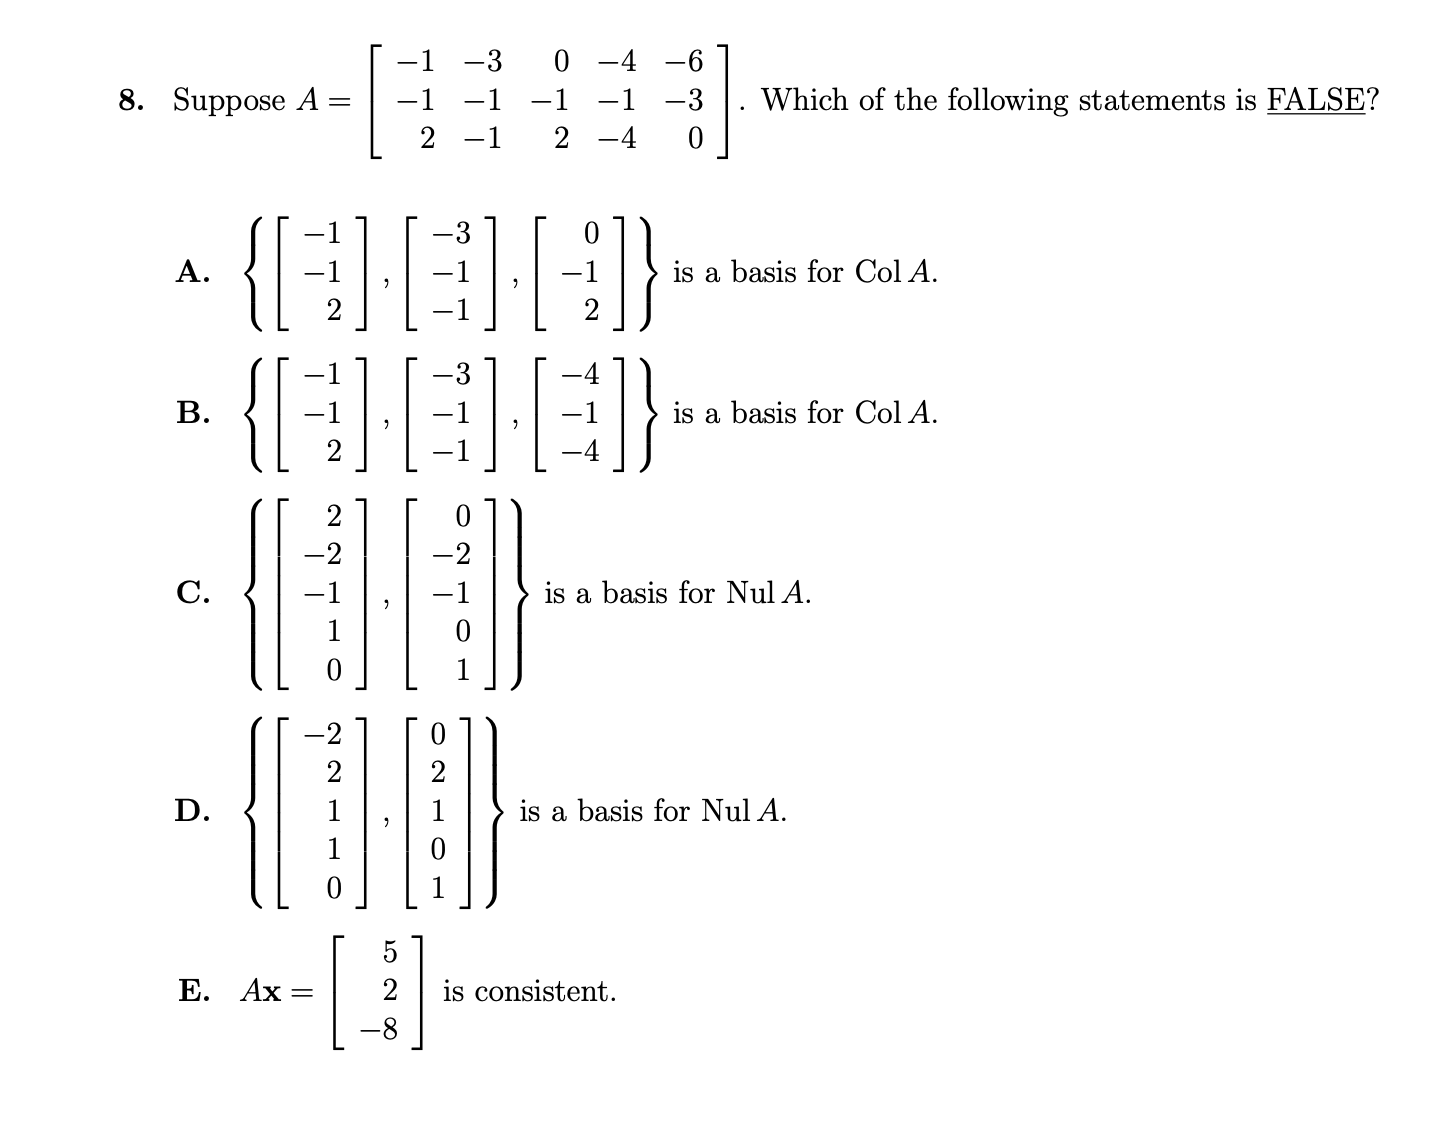 8. Suppose A = \begin{bmatrix} -1 & -3 & 0 & -4 & -6 \\ -1 & -1 & -1 & -1 & -3 \\ 2 & -1 & 2 & -4 & 0 \end{bmatrix}. Which of the following statements is FALSE?
A. \left\{ \begin{bmatrix} -1 \\ -1 \\ 2 \end{bmatrix}, \begin{bmatrix} -3 \\ -1 \\ -1 \end{bmatrix}, \begin{bmatrix} 0 \\ -1 \\ 2 \end{bmatrix} \right\} is a basis for Col A.
B. \left\{ \begin{bmatrix} -1 \\ -1 \\ 2 \end{bmatrix}, \begin{bmatrix} -3 \\ -1 \\ -1 \end{bmatrix}, \begin{bmatrix} -4 \\ -1 \\ -4 \end{bmatrix} \right\} is a basis for Col A.
C. \left\{ \begin{bmatrix} 2 \\ -2 \\ -1 \\ 1 \\ 0 \end{bmatrix}, \begin{bmatrix} 0 \\ -2 \\ -1 \\ 0 \\ 1 \end{bmatrix} \right\} is a basis for Nul A.
D. \left\{ \begin{bmatrix} -2 \\ 2 \\ 1 \\ 1 \\ 0 \end{bmatrix}, \begin{bmatrix} 0 \\ 2 \\ 1 \\ 0 \\ 1 \end{bmatrix} \right\} is a basis for Nul A.
E. Ax = \begin{bmatrix} 5 \\ 2 \\ -8 \end{bmatrix} is consistent.